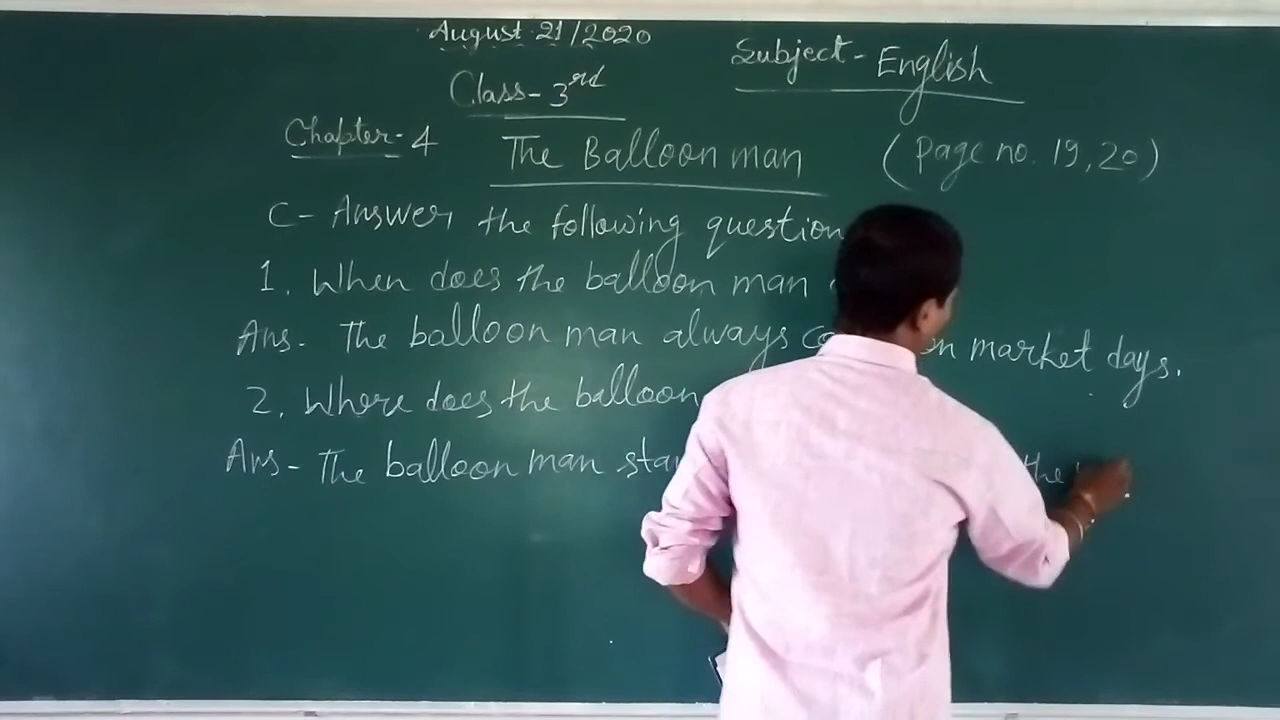 August 21/2020
Subject- English
Class- 3rd
Chapter- 4 The Balloon man (Page no. 19,20)
C- Answer the following question
1. When does the balloon man
Ans- The balloon man always on market days.
2. Where does the balloon
Ans- The balloon man the